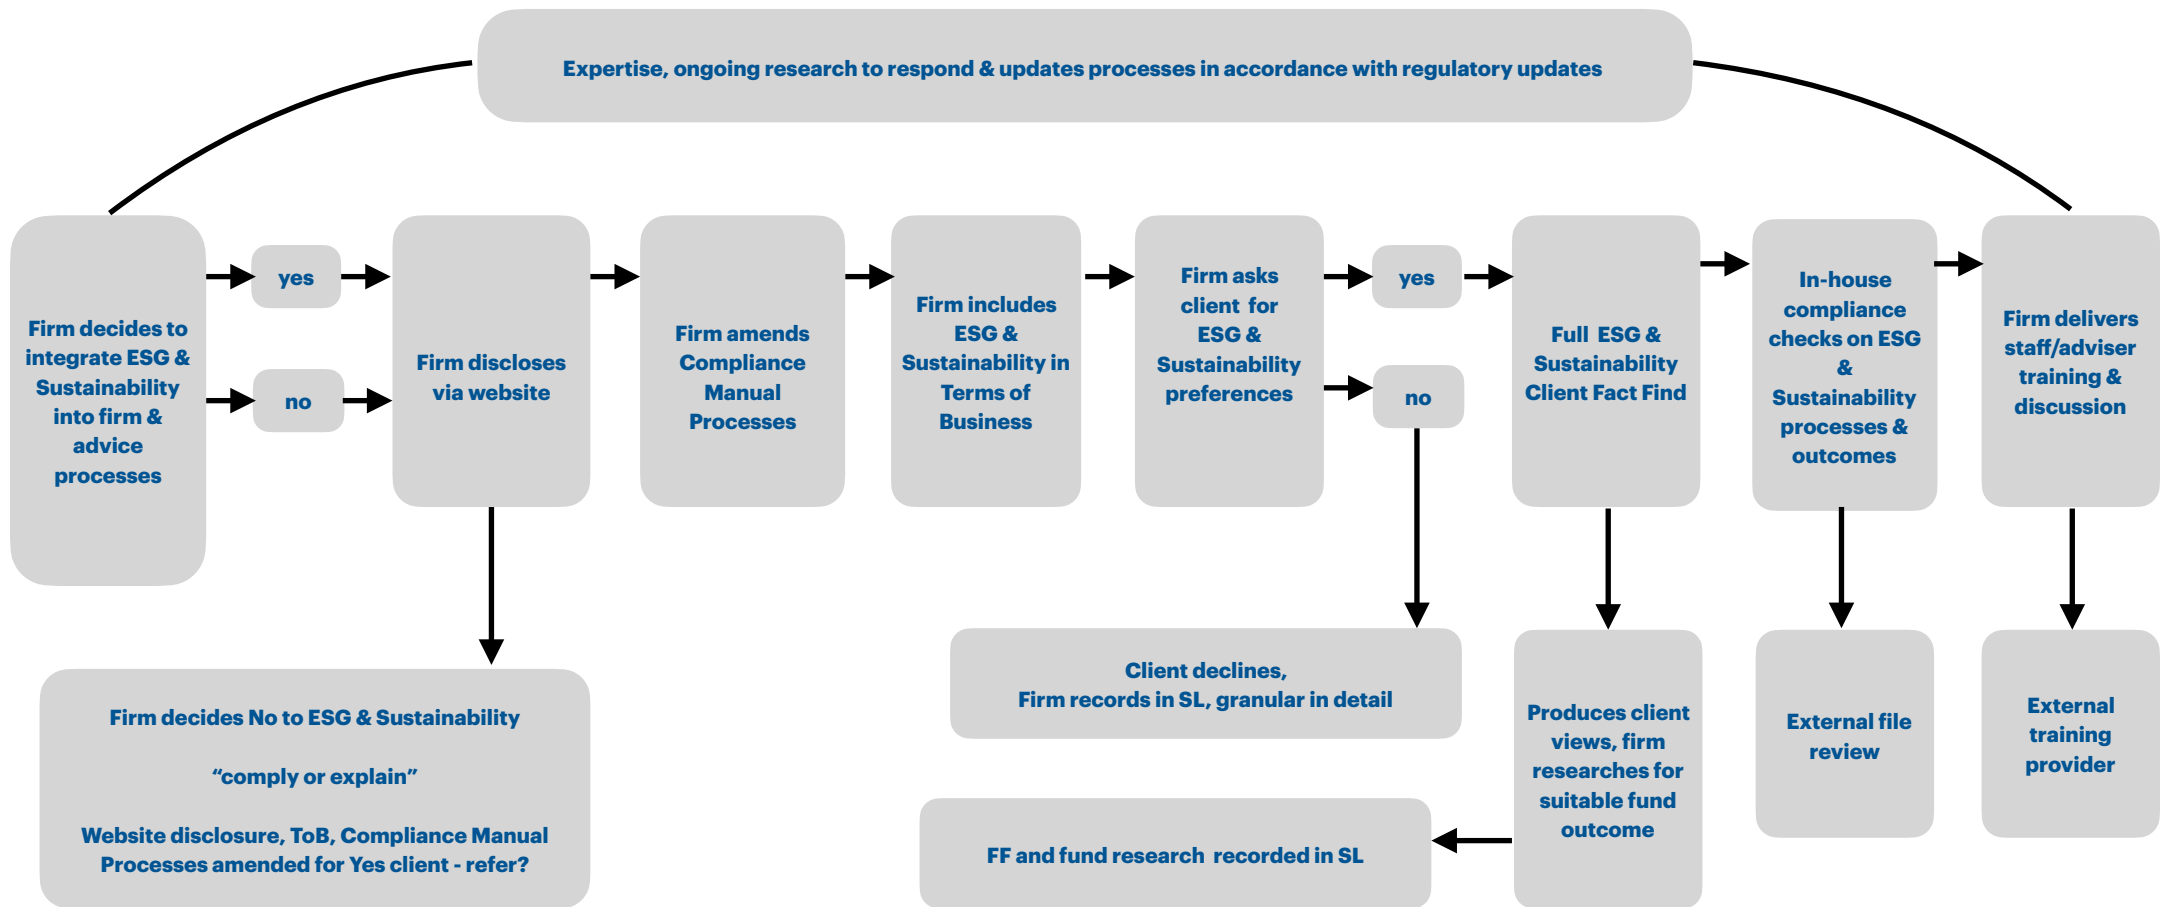 Expertise, ongoing research to respond & updates processes in accordance with regulatory updates
Firm decides to
integrate ESG &
Sustainability
into firm &
advice
processes
yes
no
Firm discloses
via website
Firm amends
Compliance
Manual
Processes
Firm includes
ESG &
Sustainability in
Terms of
Business
Firm asks
client for
ESG &
Sustainability
preferences
yes
no
Full ESG &
Sustainability
Client Fact Find
In-house
compliance
checks on ESG
&
Sustainability
processes &
outcomes
Firm delivers
staff/adviser
training &
discussion
Firm decides No to ESG & Sustainability
“comply or explain”
Website disclosure, ToB, Compliance Manual
Processes amended for Yes client - refer?
Client declines,
Firm records in SL, granular in detail
FF and fund research recorded in SL
Produces client
views, firm
researches for
suitable fund
outcome
External file
review
External
training
provider